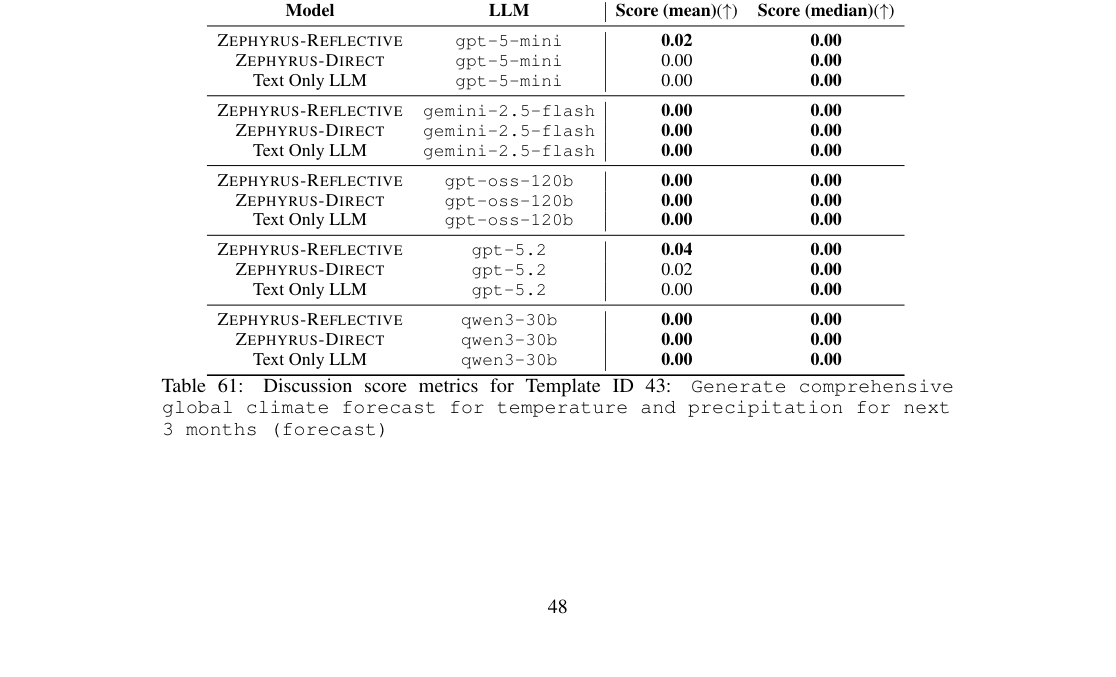 Model LLM Score (mean)(↑) Score (median)(↑)
ZEPHYRUS-REFLECTIVE gpt-5-mini 0.02 0.00
ZEPHYRUS-DIRECT gpt-5-mini 0.00 0.00
Text Only LLM gpt-5-mini 0.00 0.00
ZEPHYRUS-REFLECTIVE gemini-2.5-flash 0.00 0.00
ZEPHYRUS-DIRECT gemini-2.5-flash 0.00 0.00
Text Only LLM gemini-2.5-flash 0.00 0.00
ZEPHYRUS-REFLECTIVE gpt-oss-120b 0.00 0.00
ZEPHYRUS-DIRECT gpt-oss-120b 0.00 0.00
Text Only LLM gpt-oss-120b 0.00 0.00
ZEPHYRUS-REFLECTIVE gpt-5.2 0.04 0.00
ZEPHYRUS-DIRECT gpt-5.2 0.02 0.00
Text Only LLM gpt-5.2 0.00 0.00
ZEPHYRUS-REFLECTIVE qwen3-30b 0.00 0.00
ZEPHYRUS-DIRECT qwen3-30b 0.00 0.00
Text Only LLM qwen3-30b 0.00 0.00
Table 61: Discussion score metrics for Template ID 43: Generate comprehensive
global climate forecast for temperature and precipitation for next
3 months (forecast)
48